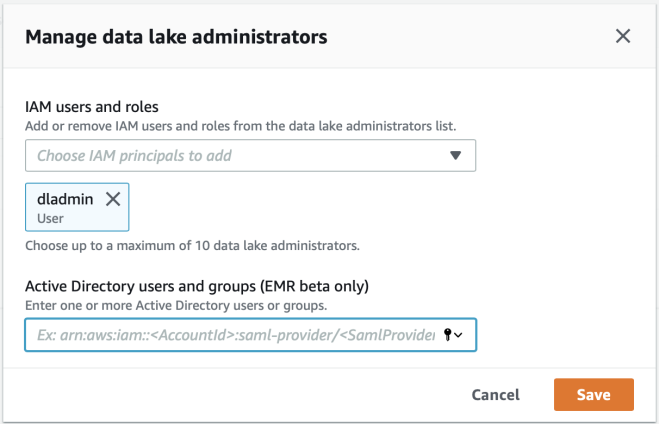 Manage data lake administrators
IAM users and roles
Add or remove IAM users and roles from the data lake administrators list.
Choose IAM principals to add
dladmin
User
Choose up to a maximum of 10 data lake administrators.
Active Directory users and groups (EMR beta only)
Enter one or more Active Directory users or groups.
Ex: arn:aws:iam::<AccountId>:saml-provider/<SamlProvider
Cancel
Save